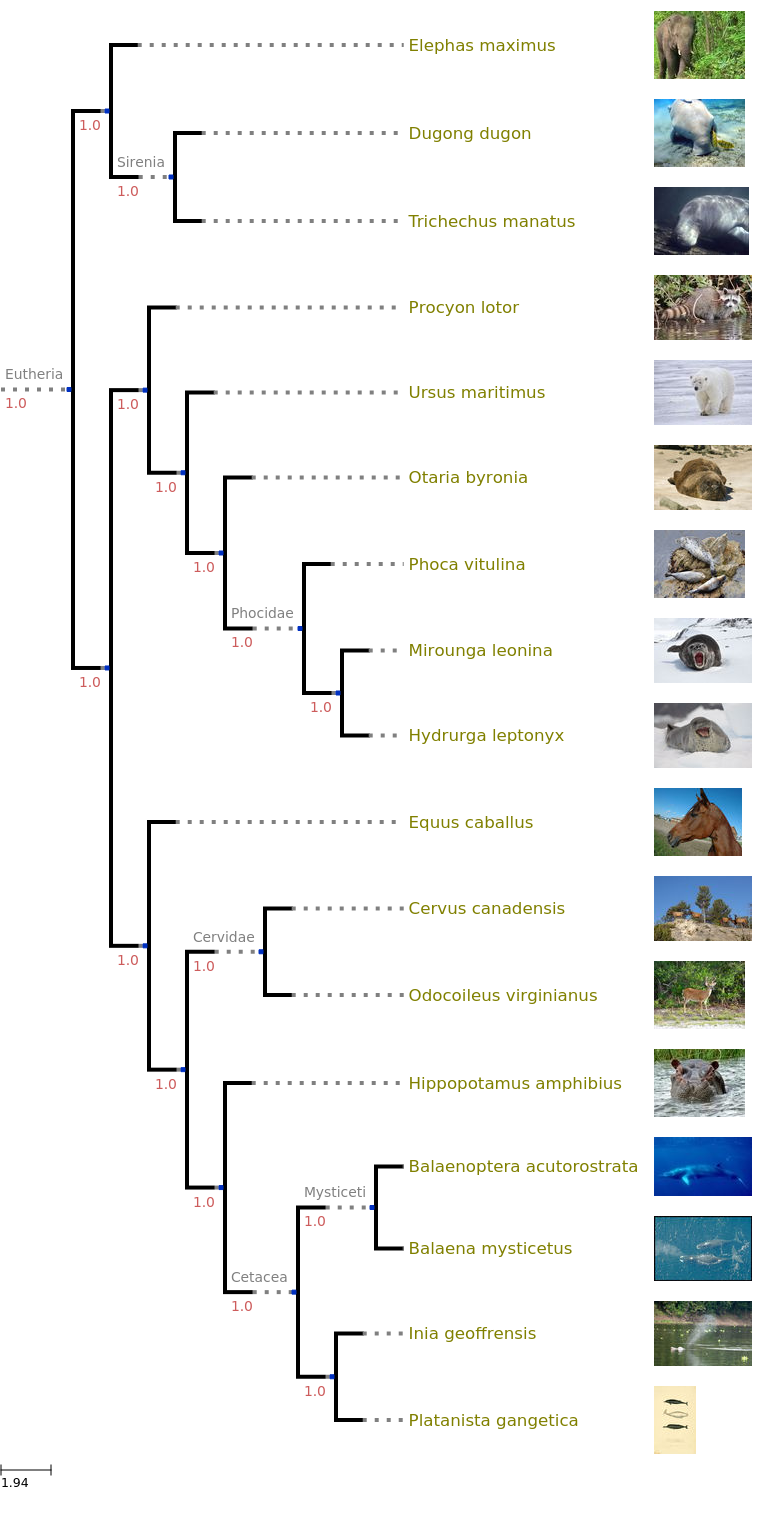 Elephas maximus
1.0
Dugong dugon
Sirenia
1.0
Trichechus manatus
Procyon lotor
Eutheria
1.0
1.0
Ursus maritimus
Otaria byronia
1.0
Phoca vitulina
1.0
Phocidae
1.0
Mirounga leonina
1.0
1.0
Hydrurga leptonyx
Equus caballus
Cervus canadensis
Cervidae
1.0
1.0
Odocoileus virginianus
1.0
Hippopotamus amphibius
Balaenoptera acutorostrata
Mysticeti
1.0
1.0
Balaena mysticetus
Cetacea
1.0
Inia geoffrensis
1.0
Platanista gangetica
1.94